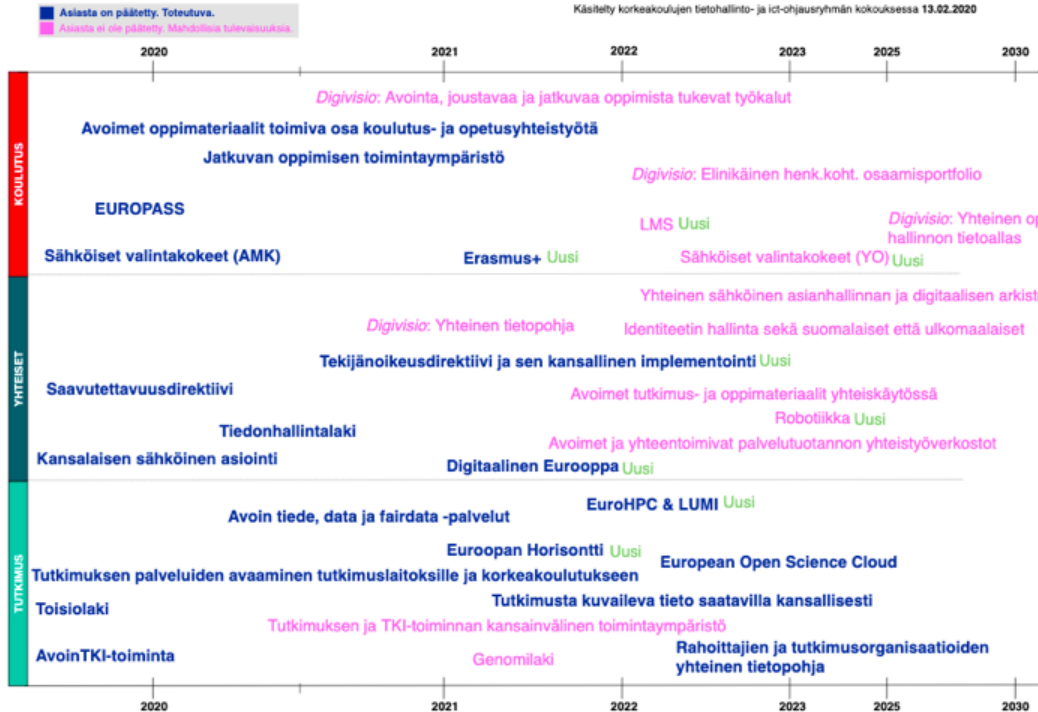 Asiasta on päätetty. Toteutuva.
Asiasta ei ole päätetty. Mahdollisia tulevaisuuksia.
Käsitelty korkeakoulujen tietohallinto- ja ict-ohjausryhmän kokouksessa 13.02.2020
2020 2021 2022 2023 2025 2030
KOULUTUS
Digivisio: Avointa, joustavaa ja jatkuvaa oppimista tukevat työkalut
Avoimet oppimateriaalit toimiva osa koulutus- ja opetusyhteistyötä
Jatkuvan oppimisen toimintaympäristö
Digivisio: Elinikäinen henk.koht. osaamisportfolio
EUROPASS
LMS Uusi
Digivisio: Yhteinen op
hallinnon tietoallas
Sähköiset valintakokeet (AMK)
Erasmus+ Uusi
Sähköiset valintakokeet (YO) Uusi
YHTEISET
Yhteinen sähköinen asianhallinnan ja digitaalisen arkist
Digivisio: Yhteinen tietopohja
Identiteetin hallinta sekä suomalaiset että ulkomaalaiset
Tekijänoikeusdirektiivi ja sen kansallinen implementointi Uusi
Saavutettavuusdirektiivi
Avoimet tutkimus- ja oppimateriaalit yhteiskäytössä
Robotiikka Uusi
Tiedonhallintalaki
Avoimet ja yhteentoimivat palvelutuotannon yhteistyöverkostot
Kansalaisen sähköinen asiointi
Digitaalinen Eurooppa Uusi
TUTKIMUS
EuroHPC & LUMI Uusi
Avoin tiede, data ja fairdata -palvelut
Euroopan Horisontti Uusi
European Open Science Cloud
Tutkimuksen palveluiden avaaminen tutkimuslaitoksille ja korkeakoulutukseen
Tutkimusta kuvaileva tieto saatavilla kansallisesti
Toisiolaki
Tutkimuksen ja TKI-toiminnan kansainvälinen toimintaympäristö
Rahoittajien ja tutkimusorganisaatioiden
yhteinen tietopohja
AvoinTKI-toiminta
Genomilaki
2020 2021 2022 2023 2025 2030